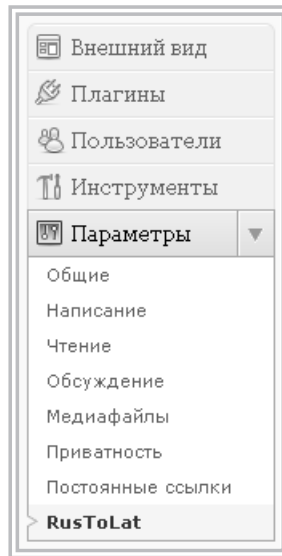 Внешний вид
Плагины
Пользователи
Инструменты
Параметры
Общие
Написание
Чтение
Обсуждение
Медиафайлы
Приватность
Постоянные ссылки
RusToLat